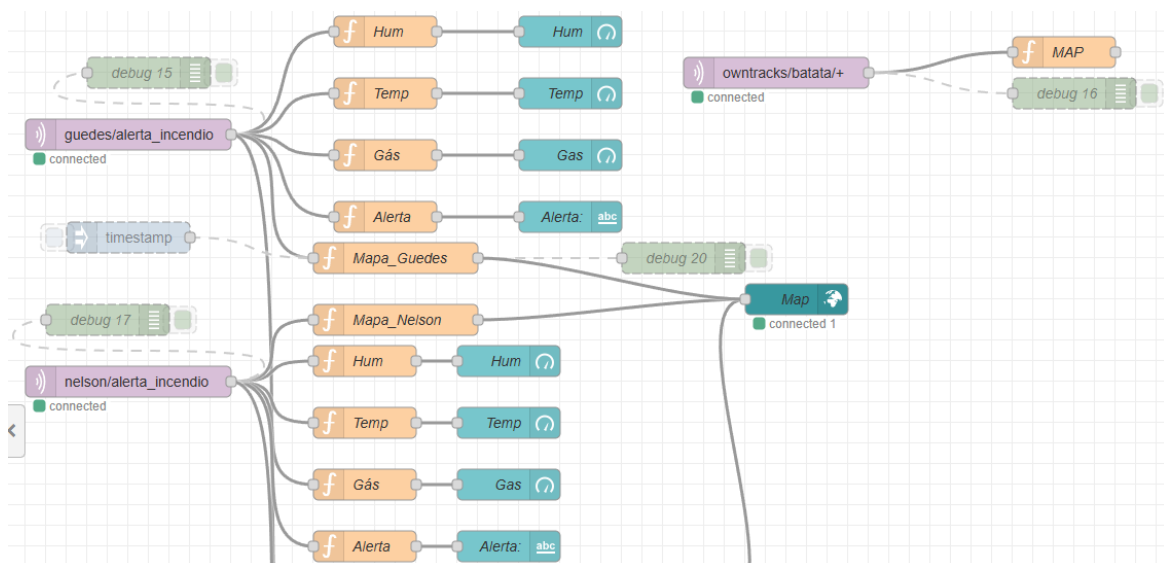 Hum
Hum
debug 15
Temp
Temp
guedes/alerta_incendio
connected
Gás
Gas
Alerta
Alerta:
abc
timestamp
Mapa_Guedes
debug 20
Map
connected 1
debug 17
Mapa_Nelson
Hum
Hum
nelson/alerta_incendio
connected
Temp
Temp
Gás
Gas
Alerta
Alerta:
abc
owntracks/batata/+
connected
MAP
debug 16